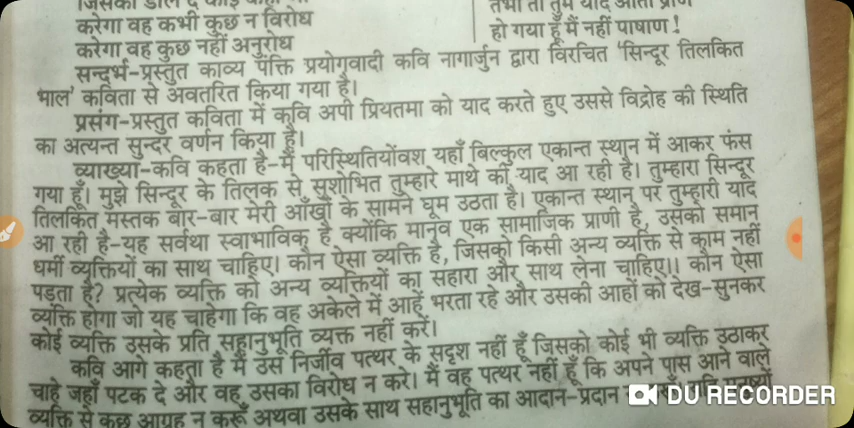 करेगा वह कभी कुछ न विरोध
करेगा वह कुछ नहीं अनुरोध
हो गया हूँ मैं नहीं पाषाण !
सन्दर्भ-प्रस्तुत काव्य पंक्ति प्रयोगवादी कवि नागार्जुन द्वारा विरचित 'सिन्दूर तिलकित
भाल' कविता से अवतरित किया गया है।
प्रसंग-प्रस्तुत कविता में कवि अपी प्रियतमा को याद करते हुए उससे विद्रोह की स्थिति
का अत्यन्त सुन्दर वर्णन किया है।
व्याख्या-कवि कहता है-मैं परिस्थितियोंवश यहाँ बिल्कुल एकान्त स्थान में आकर फंस
गया हूँ। मुझे सिन्दूर के तिलक से सुशोभित तुम्हारे माथे की याद आ रही है। तुम्हारा सिन्दूर
तिलकित मस्तक बार-बार मेरी आँखों के सामने घूम उठता है। एकान्त स्थान पर तुम्हारी याद
आ रही है-यह सर्वथा स्वाभाविक है क्योंकि मानव एक सामाजिक प्राणी है, उसको समान
धर्मी व्यक्तियों का साथ चाहिए। कौन ऐसा व्यक्ति है, जिसको किसी अन्य व्यक्ति से काम नहीं
पड़ता है? प्रत्येक व्यक्ति को अन्य व्यक्तियों का सहारा और साथ लेना चाहिए।। कौन ऐसा
व्यक्ति होगा जो यह चाहेगा कि वह अकेले में आहें भरता रहे और उसकी आहों को देख-सुनकर
कोई व्यक्ति उसके प्रति सहानुभूति व्यक्त नहीं करें।
कवि आगे कहता है मैं उस निर्जीव पत्थर के सदृश नहीं हूँ जिसको कोई भी व्यक्ति उठाकर
चाहे जहाँ पटक दे और वह उसका विरोध न करे। मैं वह पत्थर नहीं हूँ कि अपने पास आने वाले
व्यक्ति से कुछ आग्रह न करूँ अथवा उसके साथ सहानुभूति का आदान-प्रदान
DU RECORDER